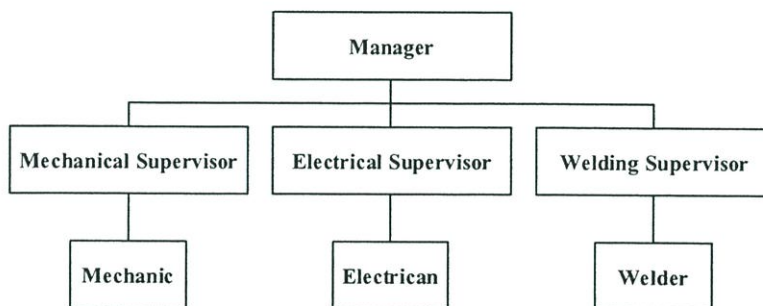 Manager
Mechanical Supervisor
Electrical Supervisor
Welding Supervisor
Mechanic
Electrican
Welder